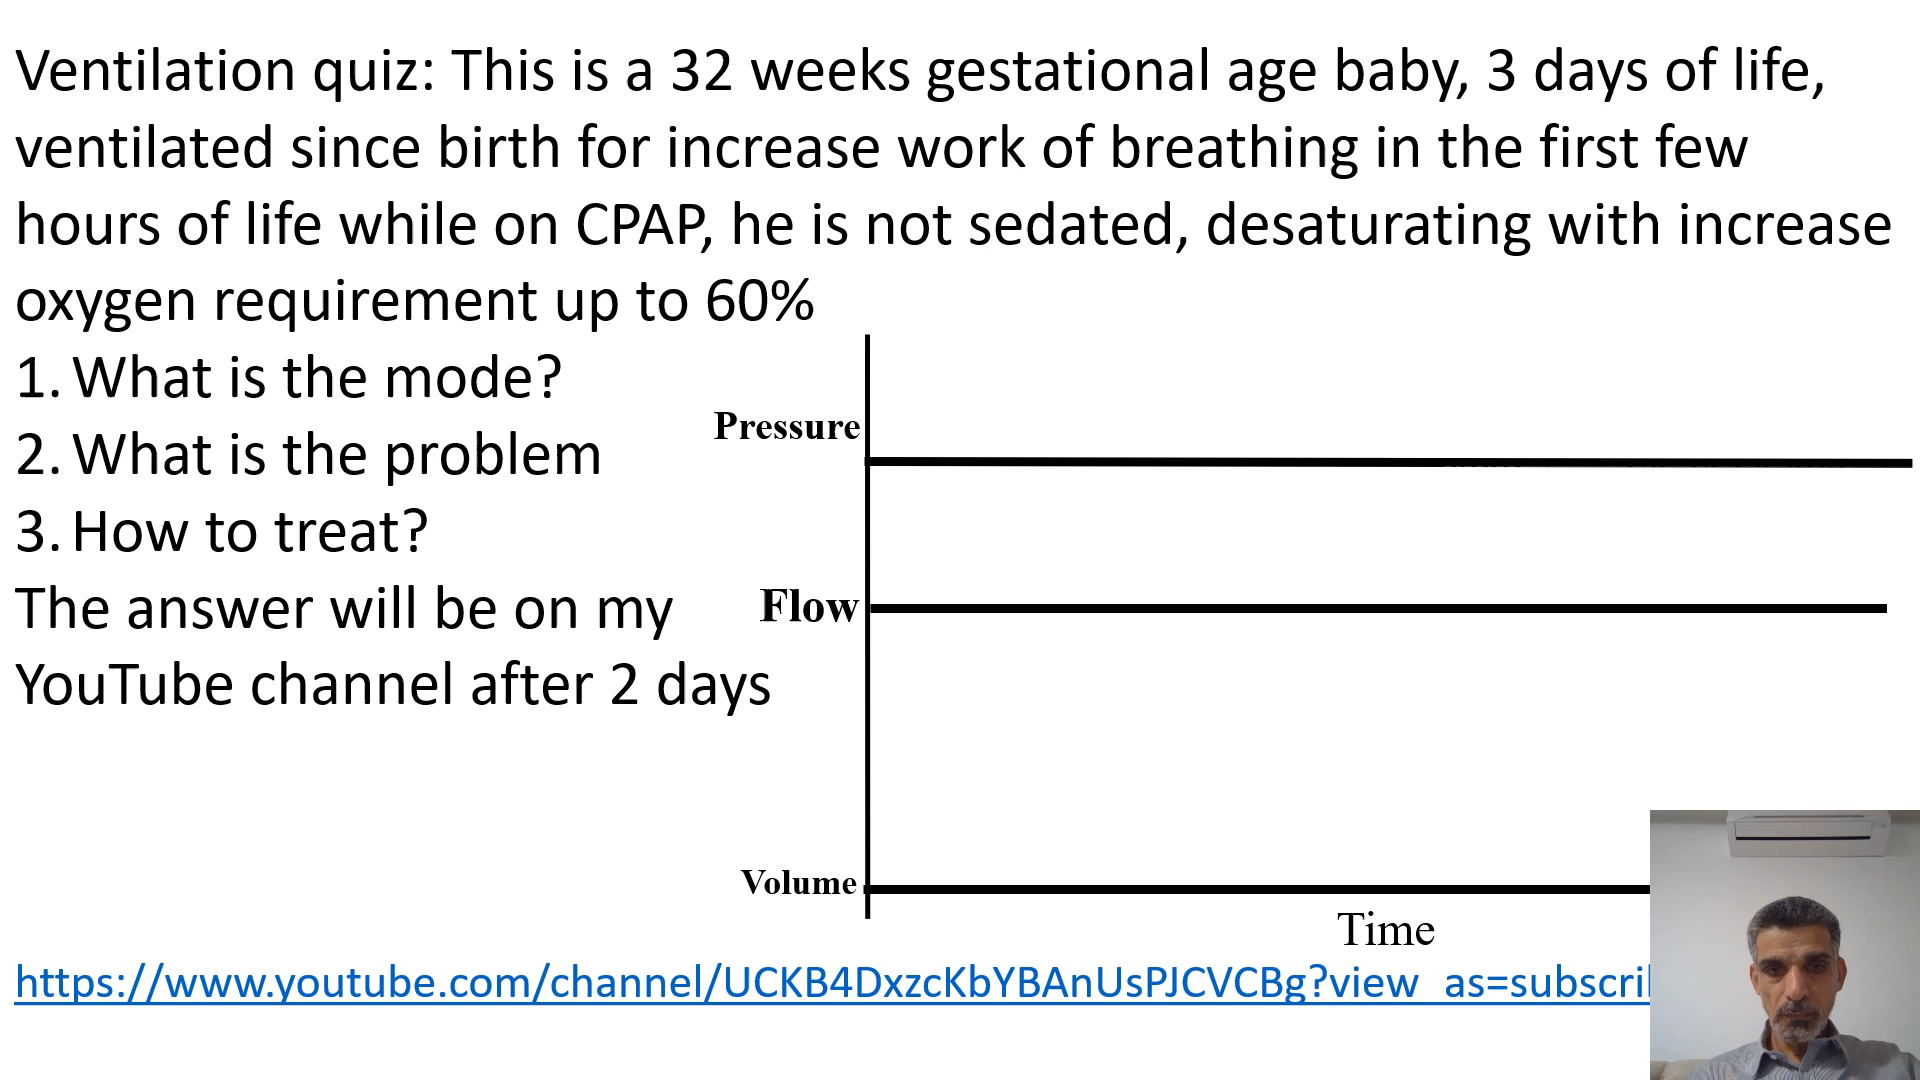 Ventilation quiz: This is a 32 weeks gestational age baby, 3 days of life,
ventilated since birth for increase work of breathing in the first few
hours of life while on CPAP, he is not sedated, desaturating with increase
oxygen requirement up to 60%
1. What is the mode?
2. What is the problem
3. How to treat?
The answer will be on my
YouTube channel after 2 days
Pressure
Flow
Volume
Time
https://www.youtube.com/channel/UCKB4DxzcKbYBAnUsPJCVCBg?view_as=subscri